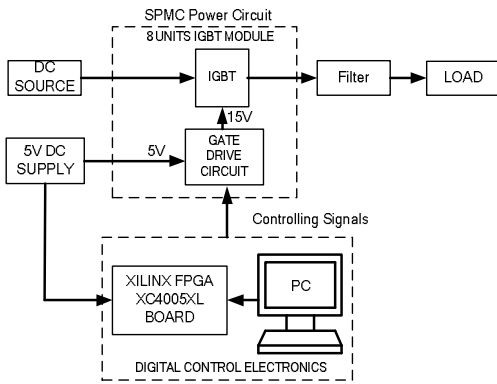 SPMC Power Circuit
8 UNITS IGBT MODULE
DC
SOURCE
IGBT
Filter
LOAD
15V
5V DC
SUPPLY
5V
GATE
DRIVE
CIRCUIT
Controlling Signals
XILINX FPGA
XC4005XL
BOARD
PC
DIGITAL CONTROL ELECTRONICS